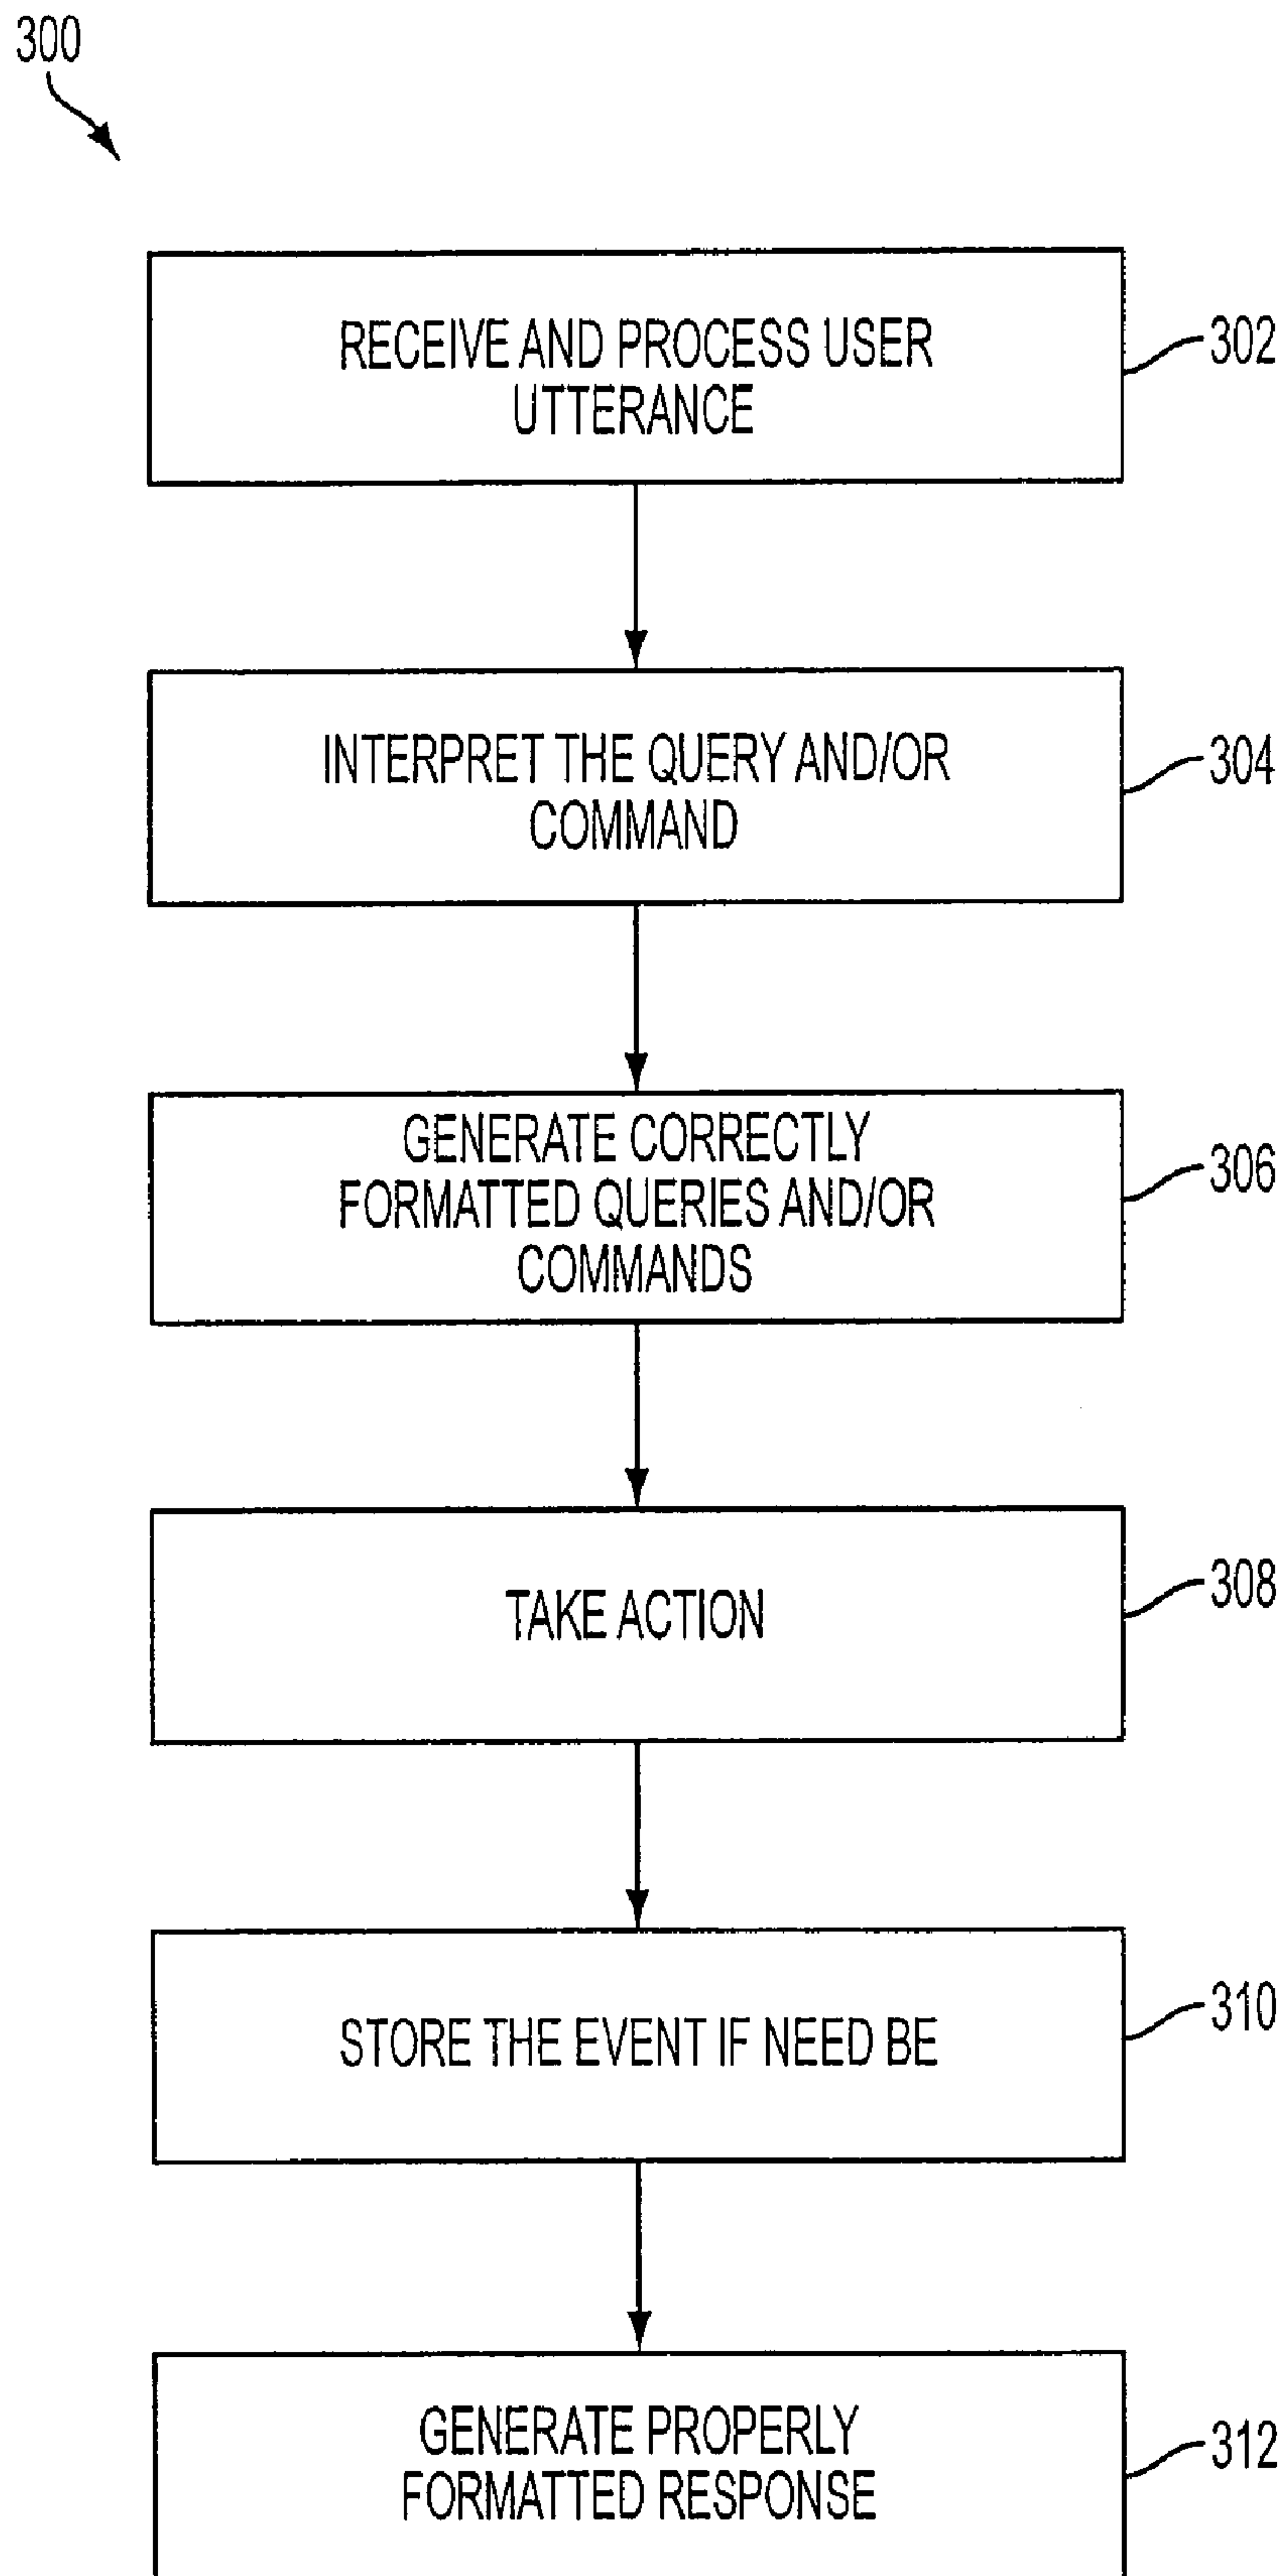 300
RECEIVE AND PROCESS USER
UTTERANCE
302
INTERPRET THE QUERY AND/OR
COMMAND
304
GENERATE CORRECTLY
FORMATTED QUERIES AND/OR
COMMANDS
306
TAKE ACTION
308
STORE THE EVENT IF NEED BE
310
GENERATE PROPERLY
FORMATTED RESPONSE
312